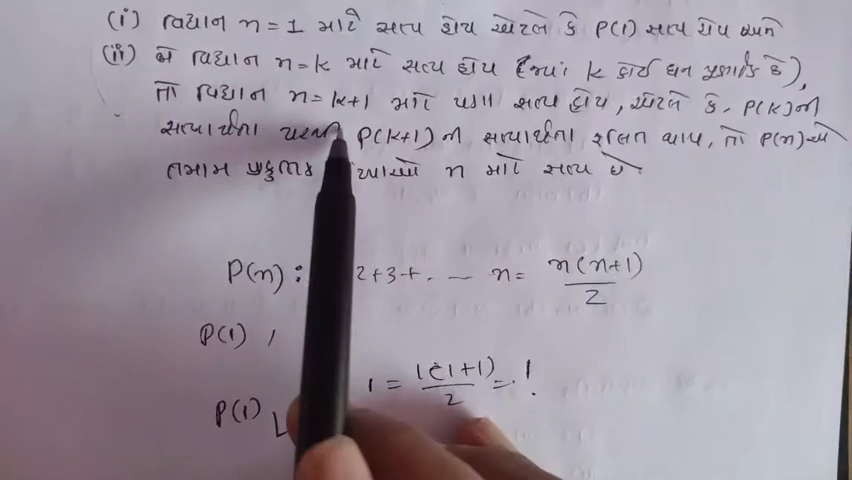 (i) વિધાન n = 1 માટે સત્ય હોય એટલે કે P(1) સત્ય હોય અને
(ii) જો વિધાન n = k માટે સત્ય હોય (જ્યાં k કોઈ ધન પૂર્ણાંક છે),
તો વિધાન n = k+1 માટે પણ સત્ય હોય, એટલે કે P(k)ની
સત્યાર્થતા પરથી P(k+1) ની સત્યાર્થતા ફલિત થાય, તો P(n) એ
તમામ પ્રાકૃતિક n માટે સત્ય છે.
P(n) : 2+3+. — n = n(n+1)/2
P(1) ,
1 = 1(1+1)/2 = 1
P(1)